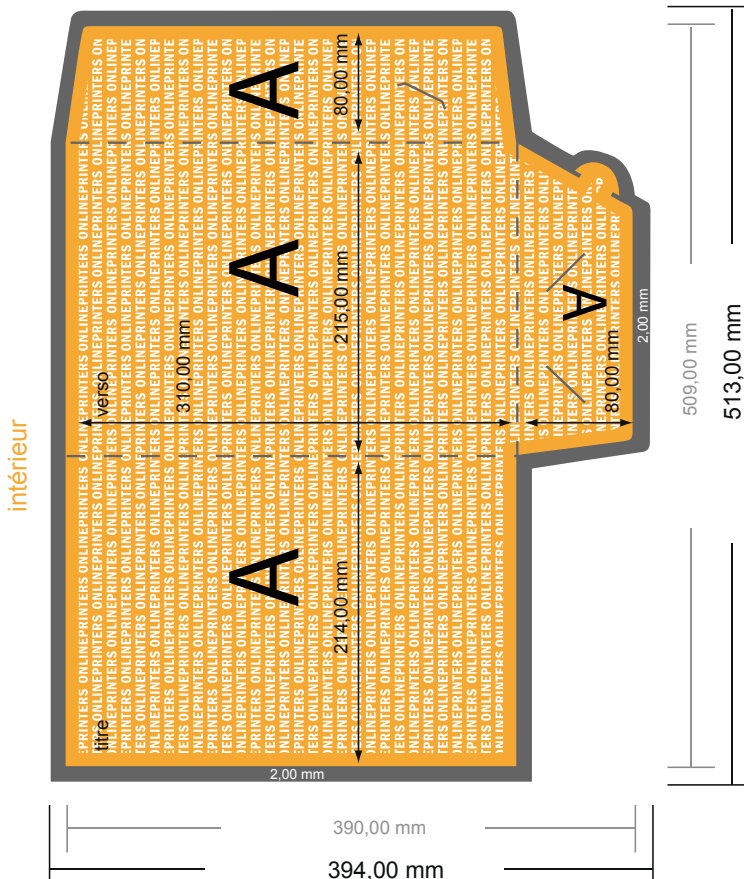 A
80,00 mm
A
215,00 mm
310,00 mm
verso
A
80,00 mm
2,00 mm
509,00 mm
513,00 mm
intérieur
A
214,00 mm
titre
2,00 mm
390,00 mm
394,00 mm
ONLINEPRINTERS ONLINEPRINTERS ONLINEPRINTERS